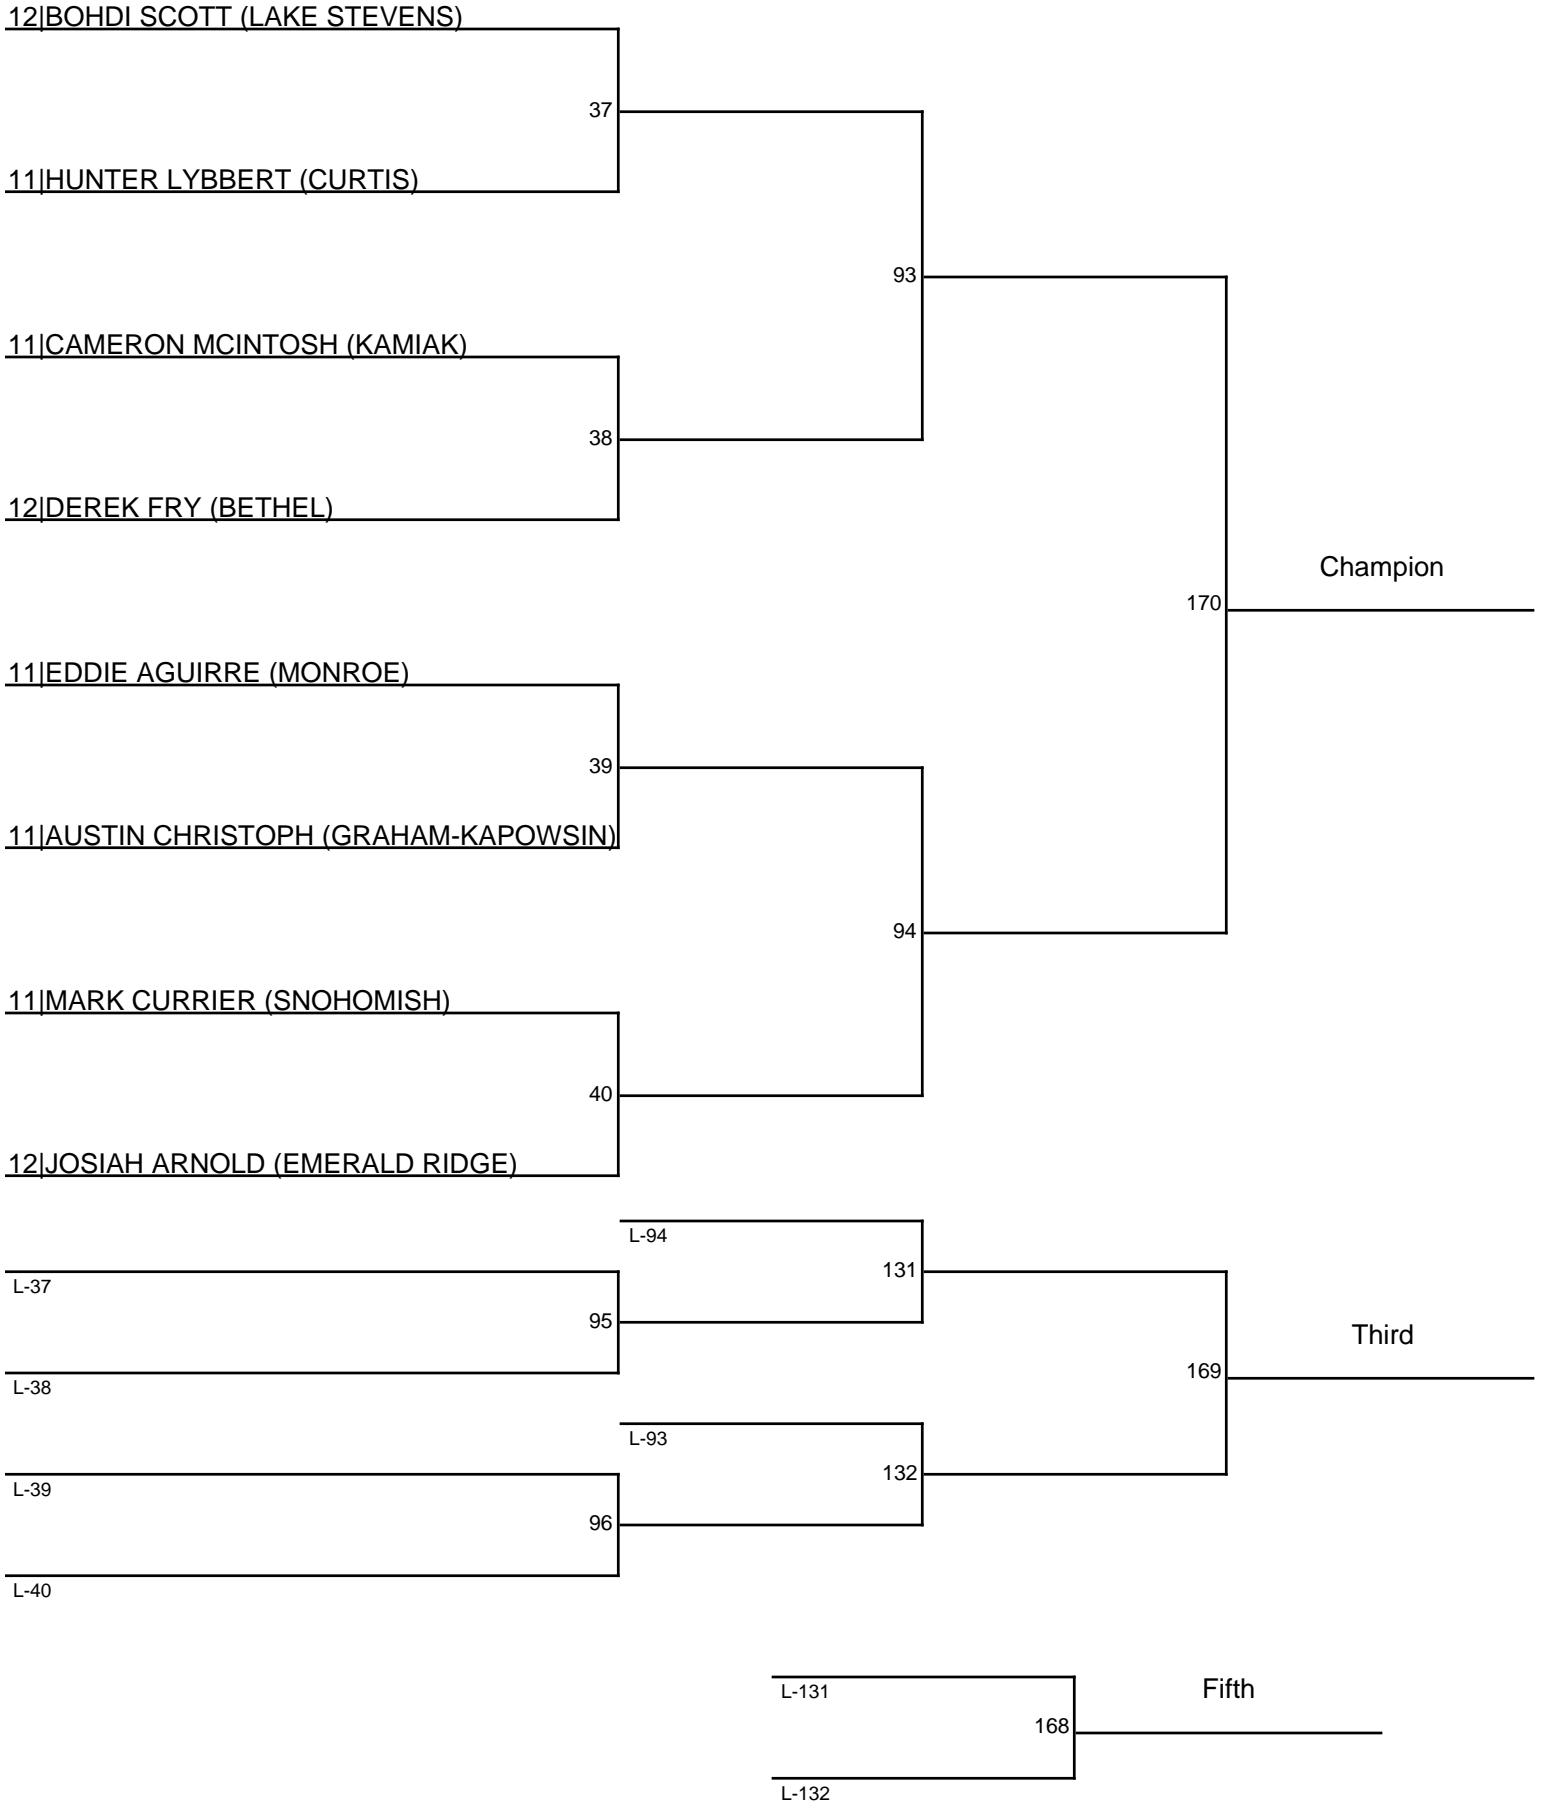 12|BOHDI SCOTT (LAKE STEVENS)
37
11|HUNTER LYBBERT (CURTIS)
93
11|CAMERON MCINTOSH (KAMIAK)
38
12|DEREK FRY (BETHEL)
Champion
170
11|EDDIE AGUIRRE (MONROE)
39
11|AUSTIN CHRISTOPH (GRAHAM-KAPOWSIN)
94
11|MARK CURRIER (SNOHOMISH)
40
12|JOSIAH ARNOLD (EMERALD RIDGE)
L-94
131
L-37
95
Third
169
L-38
L-93
132
L-39
96
L-40
L-131
Fifth
168
L-132